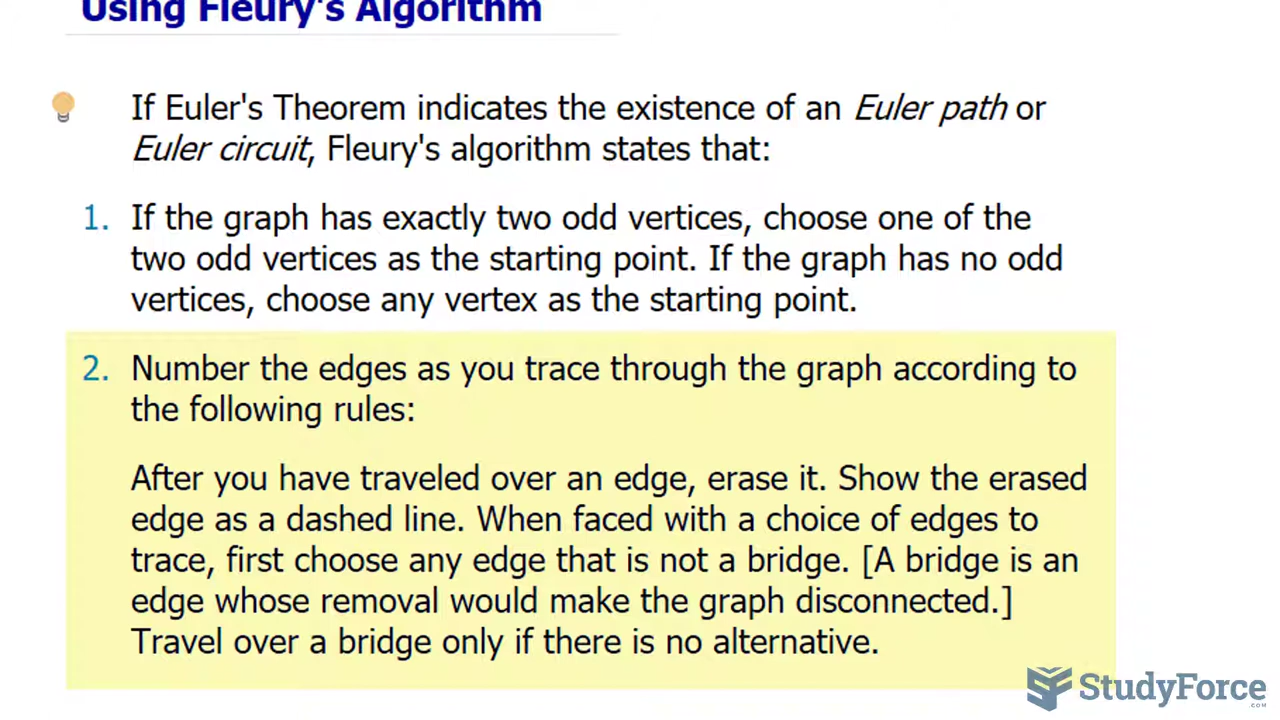 Using Fleury's Algorithm
If Euler's Theorem indicates the existence of an Euler path or
Euler circuit, Fleury's algorithm states that:
1. If the graph has exactly two odd vertices, choose one of the
two odd vertices as the starting point. If the graph has no odd
vertices, choose any vertex as the starting point.
2. Number the edges as you trace through the graph according to
the following rules:
After you have traveled over an edge, erase it. Show the erased
edge as a dashed line. When faced with a choice of edges to
trace, first choose any edge that is not a bridge. [A bridge is an
edge whose removal would make the graph disconnected.]
Travel over a bridge only if there is no alternative.
StudyForce
.COM